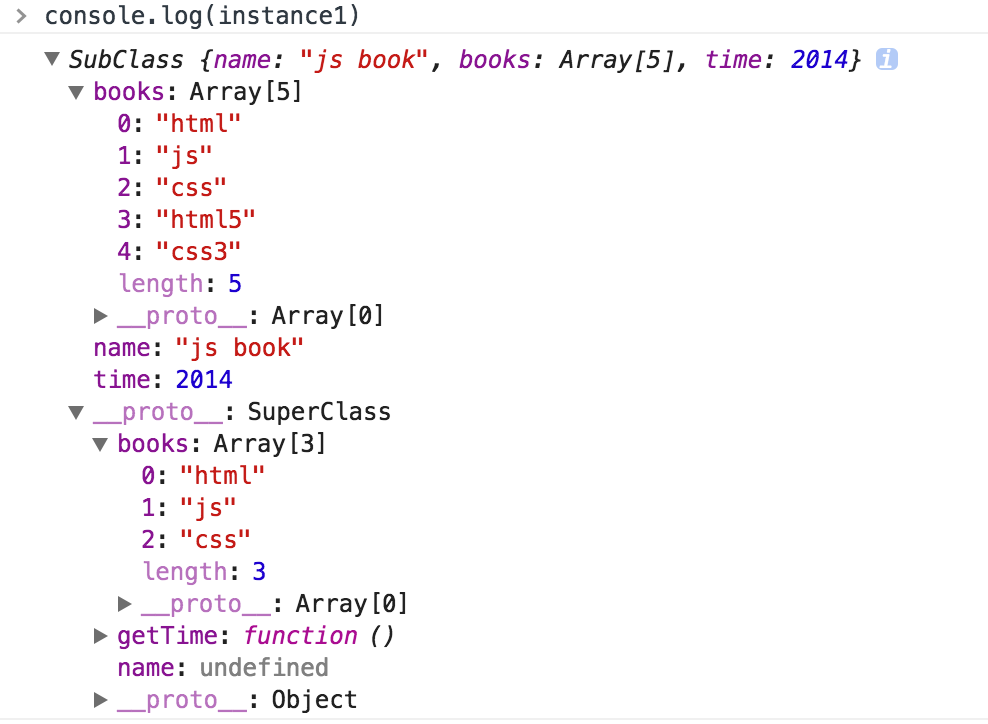 > console.log(instance1)
▼ SubClass {name: "js book", books: Array[5], time: 2014} i
▼ books: Array[5]
0: "html"
1: "js"
2: "css"
3: "html5"
4: "css3"
length: 5
▶ __proto__: Array[0]
name: "js book"
time: 2014
▼ __proto__: SuperClass
▼ books: Array[3]
0: "html"
1: "js"
2: "css"
length: 3
▶ __proto__: Array[0]
▶ getTime: function ()
name: undefined
▶ __proto__: Object